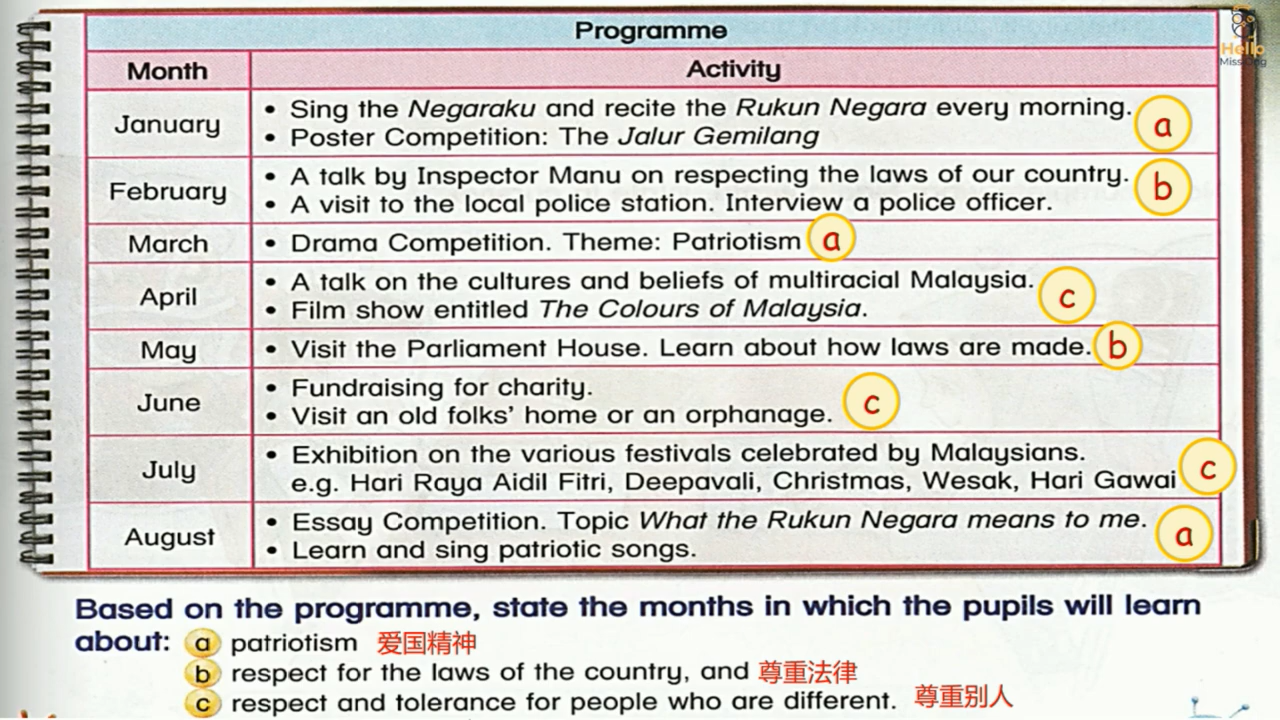 Programme
Hello
Miss Ong
Month Activity
January
• Sing the Negaraku and recite the Rukun Negara every morning.
• Poster Competition: The Jalur Gemilang
a
February
• A talk by Inspector Manu on respecting the laws of our country.
• A visit to the local police station. Interview a police officer.
b
March
• Drama Competition. Theme: Patriotism a
April
• A talk on the cultures and beliefs of multiracial Malaysia.
• Film show entitled The Colours of Malaysia.
c
May
• Visit the Parliament House. Learn about how laws are made. b
June
• Fundraising for charity.
• Visit an old folks' home or an orphanage.
c
July
• Exhibition on the various festivals celebrated by Malaysians.
e.g. Hari Raya Aidil Fitri, Deepavali, Christmas, Wesak, Hari Gawai
c
August
• Essay Competition. Topic What the Rukun Negara means to me.
• Learn and sing patriotic songs.
a
Based on the programme, state the months in which the pupils will learn
about: a patriotism 爱国精神
b respect for the laws of the country, and 尊重法律
c respect and tolerance for people who are different. 尊重别人